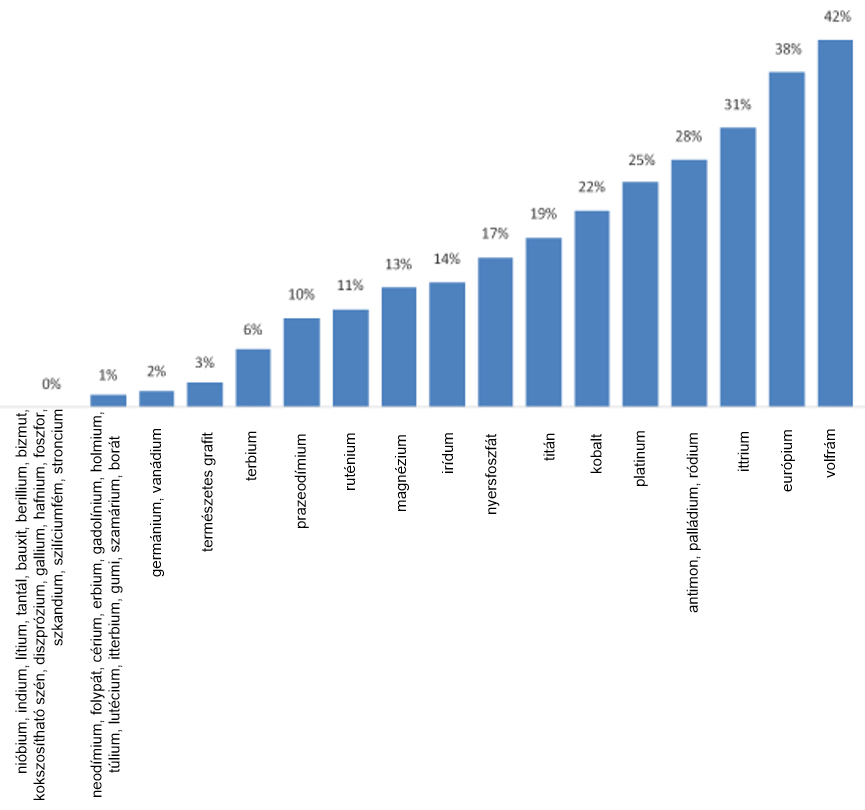 0%
1%
2%
3%
6%
10%
11%
13%
14%
17%
19%
22%
25%
28%
31%
38%
42%
nióbium, indium, lítium, tantál, bauxit, berillium, bizmut,
kokszosítható szén, diszprózium, gallium, hafnium, foszfor,
szkandium, szilíciumfém, stroncium
neodímium, folypát, cérium, erbium, gadolínium, holmium,
túlium, lutécium, itterbium, gumi, szamárium, borát
germánium, vanádium
természetes grafit
terbium
prazeodímium
ruténium
magnézium
irídum
nyersfoszfát
titán
kobalt
platinum
antimon, palládium, ródium
ittrium
európium
volfrám